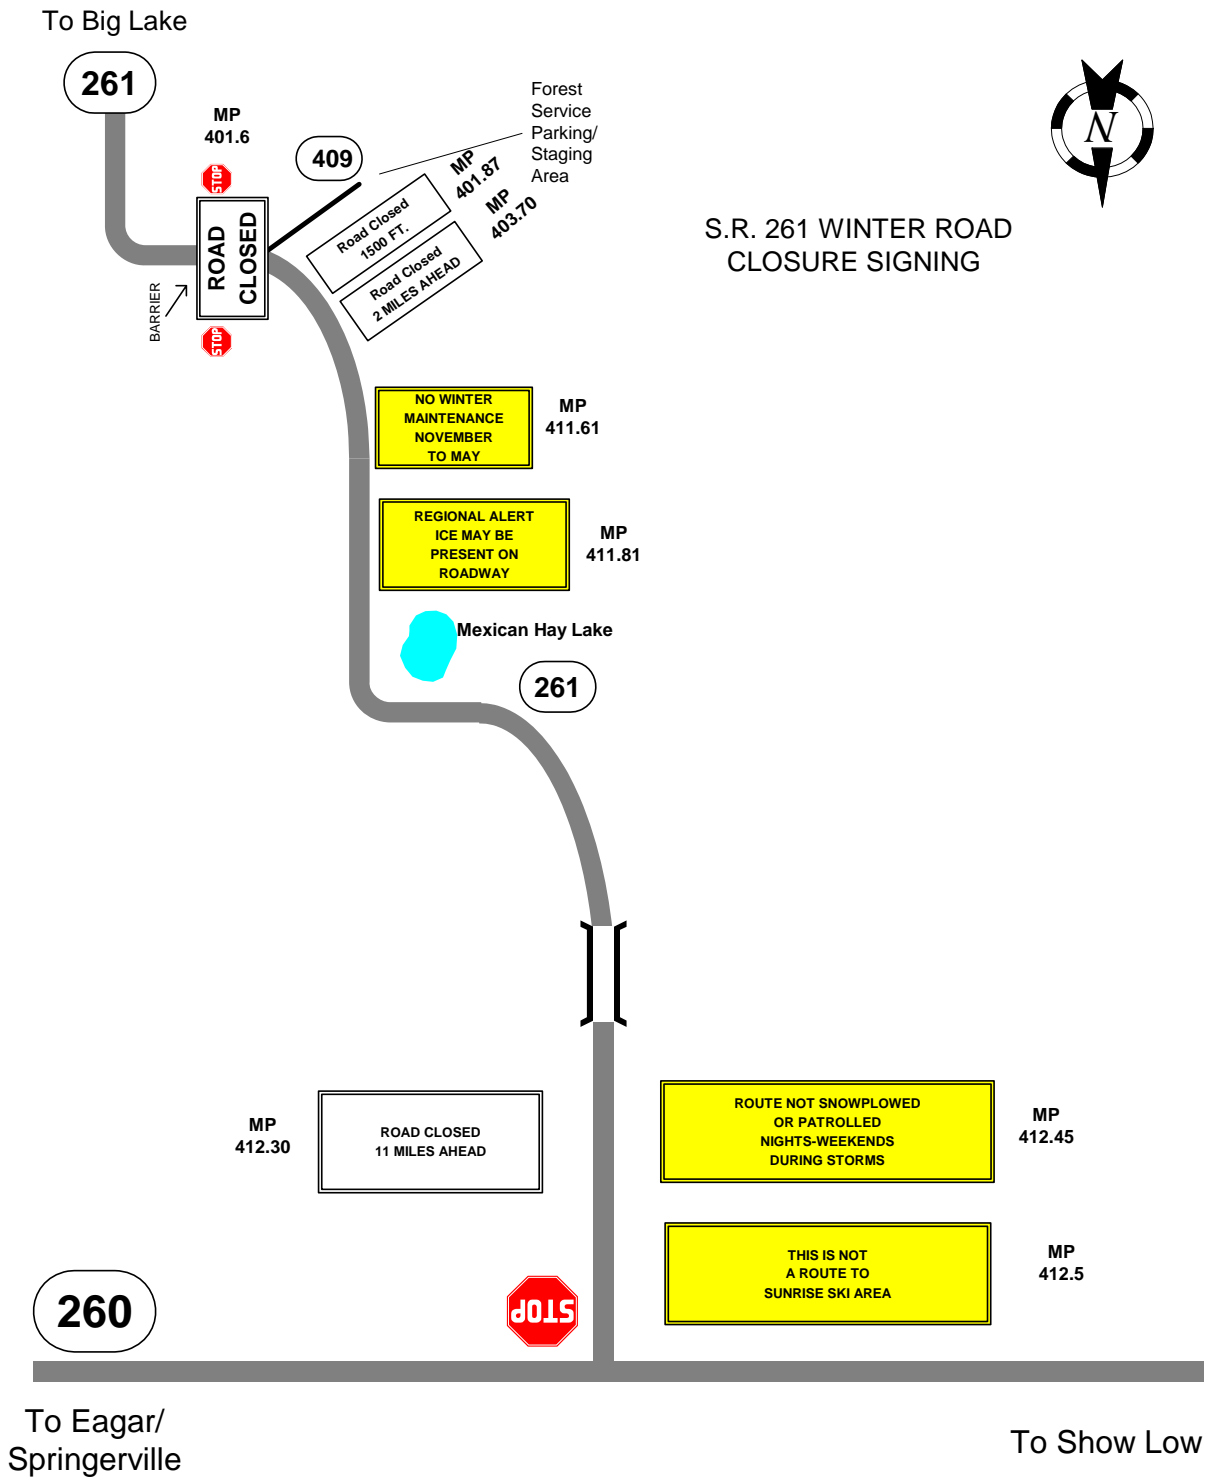 To Big Lake
261
MP
401.6
STOP
409
Forest
Service
Parking/
Staging
Area
MP
401.87
MP
403.70
Road Closed
1500 FT.
Road Closed
2 MILES AHEAD
ROAD
CLOSED
BARRIER
STOP
N
S.R. 261 WINTER ROAD
CLOSURE SIGNING
NO WINTER
MAINTENANCE
NOVEMBER
TO MAY
MP
411.61
REGIONAL ALERT
ICE MAY BE
PRESENT ON
ROADWAY
MP
411.81
Mexican Hay Lake
261
MP
412.30
ROAD CLOSED
11 MILES AHEAD
ROUTE NOT SNOWPLOWED
OR PATROLLED
NIGHTS-WEEKENDS
DURING STORMS
MP
412.45
THIS IS NOT
A ROUTE TO
SUNRISE SKI AREA
MP
412.5
STOP
260
To Eagar/
Springerville
To Show Low